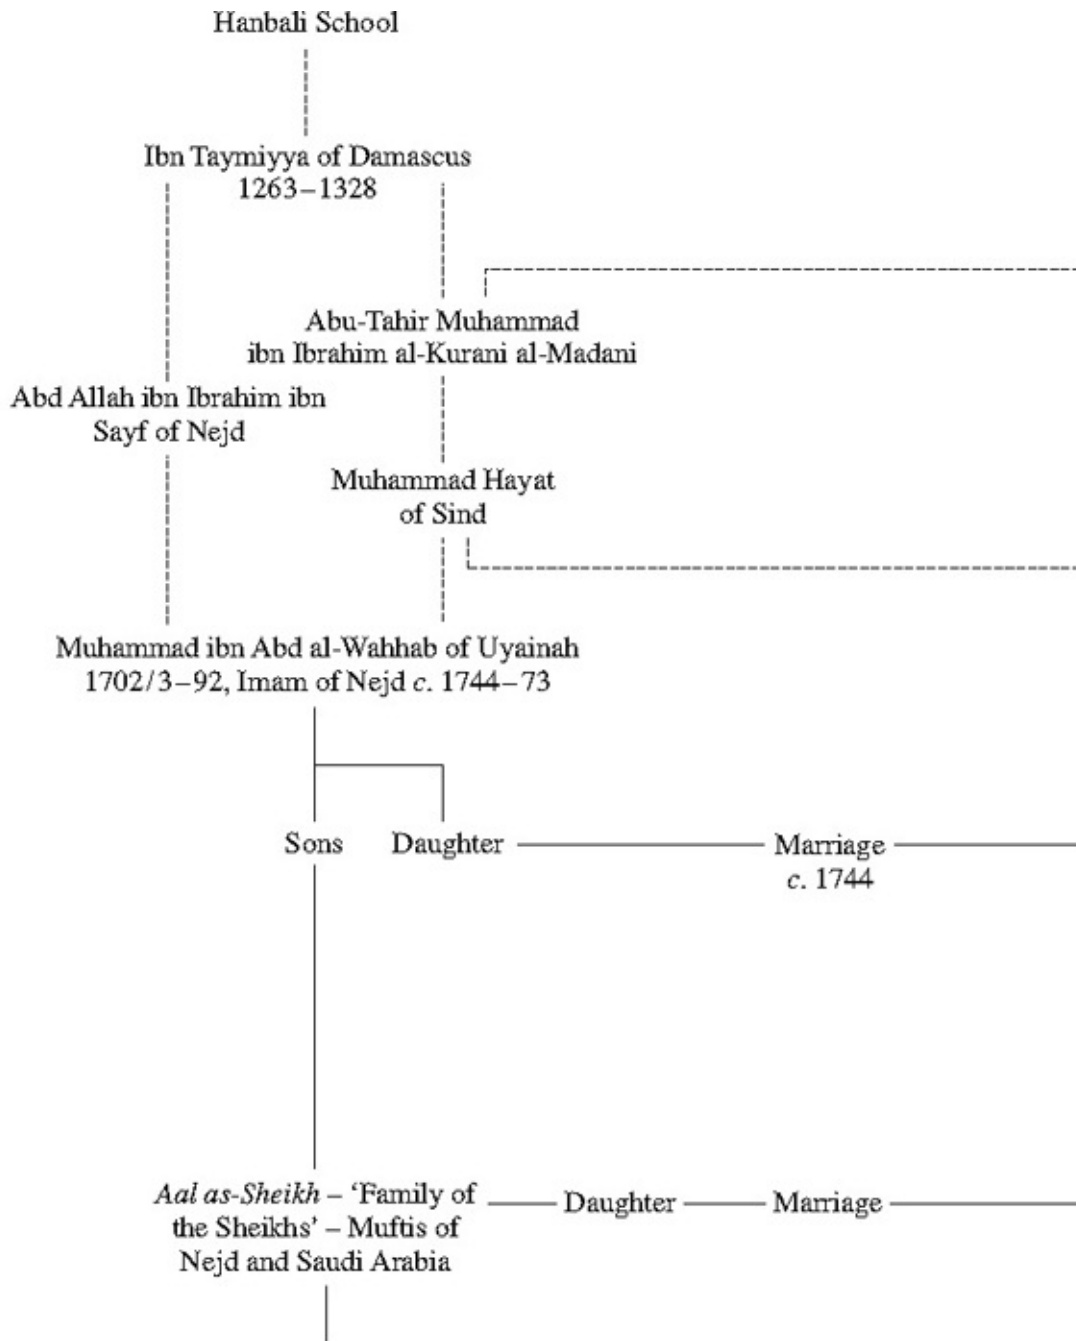 Hanbali School
Ibn Taymiyya of Damascus
1263–1328
Abu-Tahir Muhammad
ibn Ibrahim al-Kurani al-Madani
Abd Allah ibn Ibrahim ibn
Sayf of Nejd
Muhammad Hayat
of Sind
Muhammad ibn Abd al-Wahhab of Uyainah
1702/3–92, Imam of Nejd c. 1744–73
Sons
Daughter
Marriage
c. 1744
Aal as-Sheikh – ‘Family of
the Sheikhs’ – Muftis of
Nejd and Saudi Arabia
Daughter
Marriage